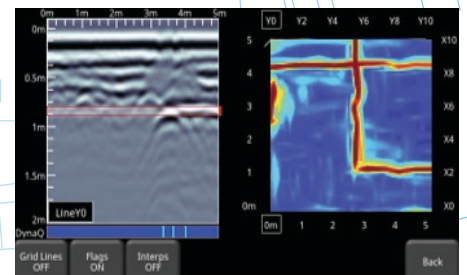 0m 1m 2m 3m 4m 5m
0m
0.5m
1m
1.5m
2m
LineY0
DynaQ
Y0 Y2 Y4 Y6 Y8 Y10
5
4
3
2
1
0m
X10
X8
X6
X4
X2
X0
0m 1 2 3 4 5
Grid Lines
OFF
Flags
ON
Interps
OFF
Back